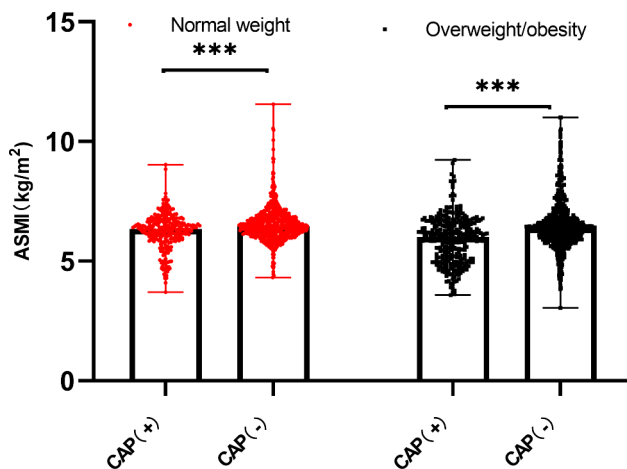 Normal weight
Overweight/obesity
***
***
ASMI(kg/m²)
15
10
5
0
CAP(+)
CAP(-)
CAP(+)
CAP(-)